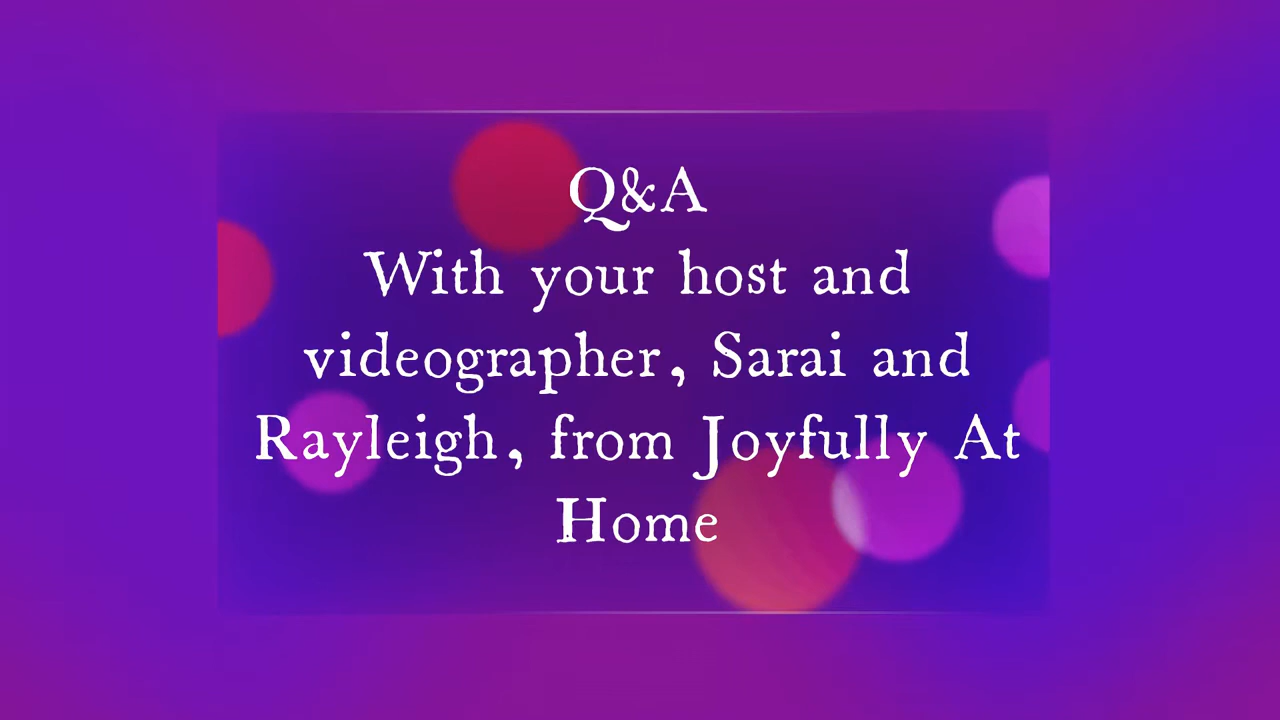 Q&A
With your host and
videographer, Sarai and
Rayleigh, from Joyfully At
Home